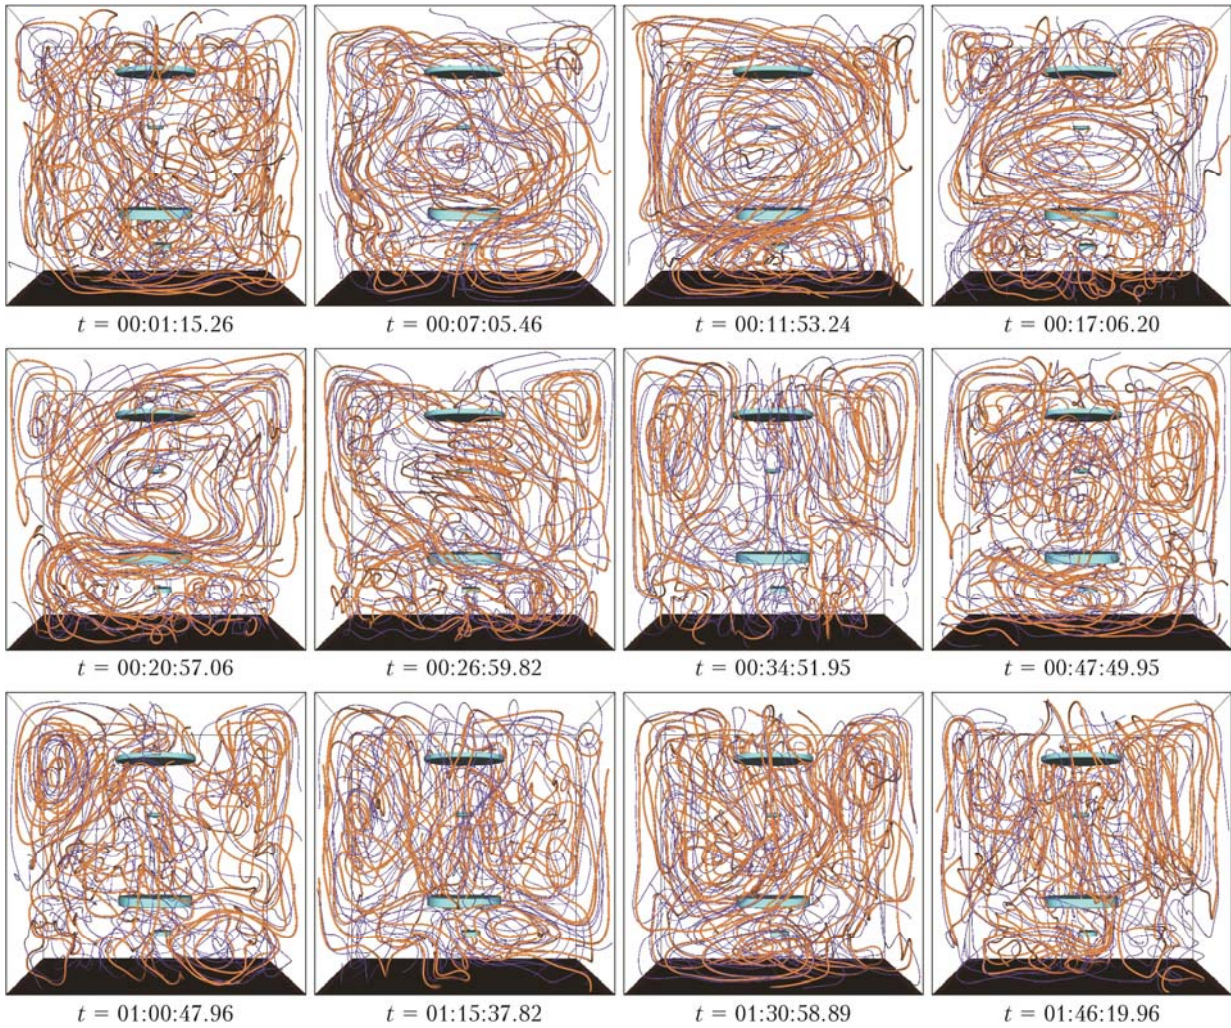 t = 00:01:15.26
t = 00:07:05.46
t = 00:11:53.24
t = 00:17:06.20
t = 00:20:57.06
t = 00:26:59.82
t = 00:34:51.95
t = 00:47:49.95
t = 01:00:47.96
t = 01:15:37.82
t = 01:30:58.89
t = 01:46:19.96